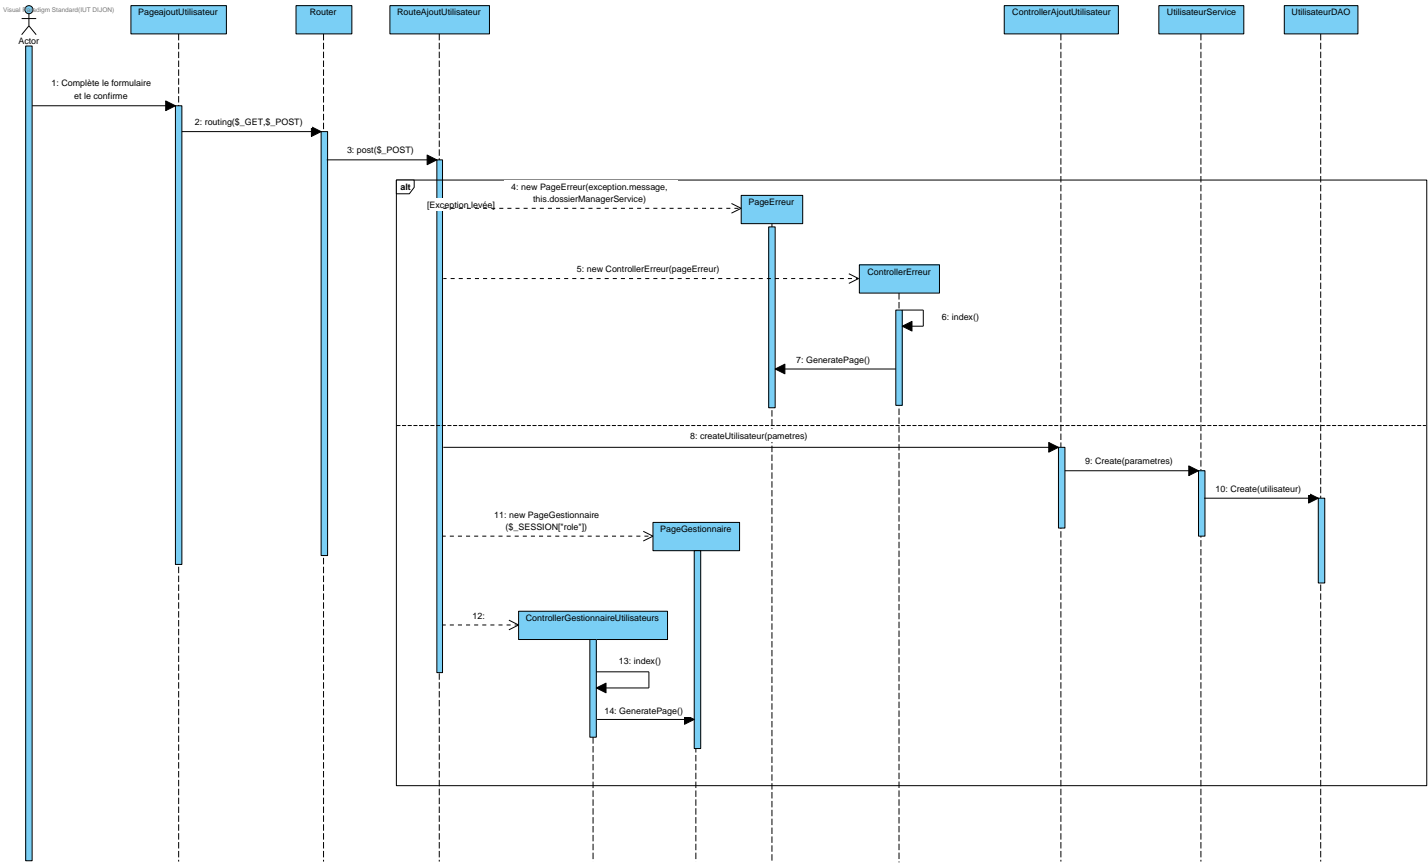 Visual Paradigm Standard(IUT DIJON)
Actor
PageajoutUtilisateur
Router
RouteAjoutUtilisateur
ControllerAjoutUtilisateur
UtilisateurService
UtilisateurDAO
1: Complète le formulaire
et le confirme
2: routing($_GET,$_POST)
3: post($_POST)
alt
[Exception levée]
4: new PageErreur(exception.message,
this.dossierManagerService)
PageErreur
5: new ControllerErreur(pageErreur)
ControllerErreur
6: index()
7: GeneratePage()
8: createUtilisateur(pametres)
9: Create(parametres)
10: Create(utilisateur)
11: new PageGestionnaire
($_SESSION["role"])
PageGestionnaire
12:
ControllerGestionnaireUtilisateurs
13: index()
14: GeneratePage()